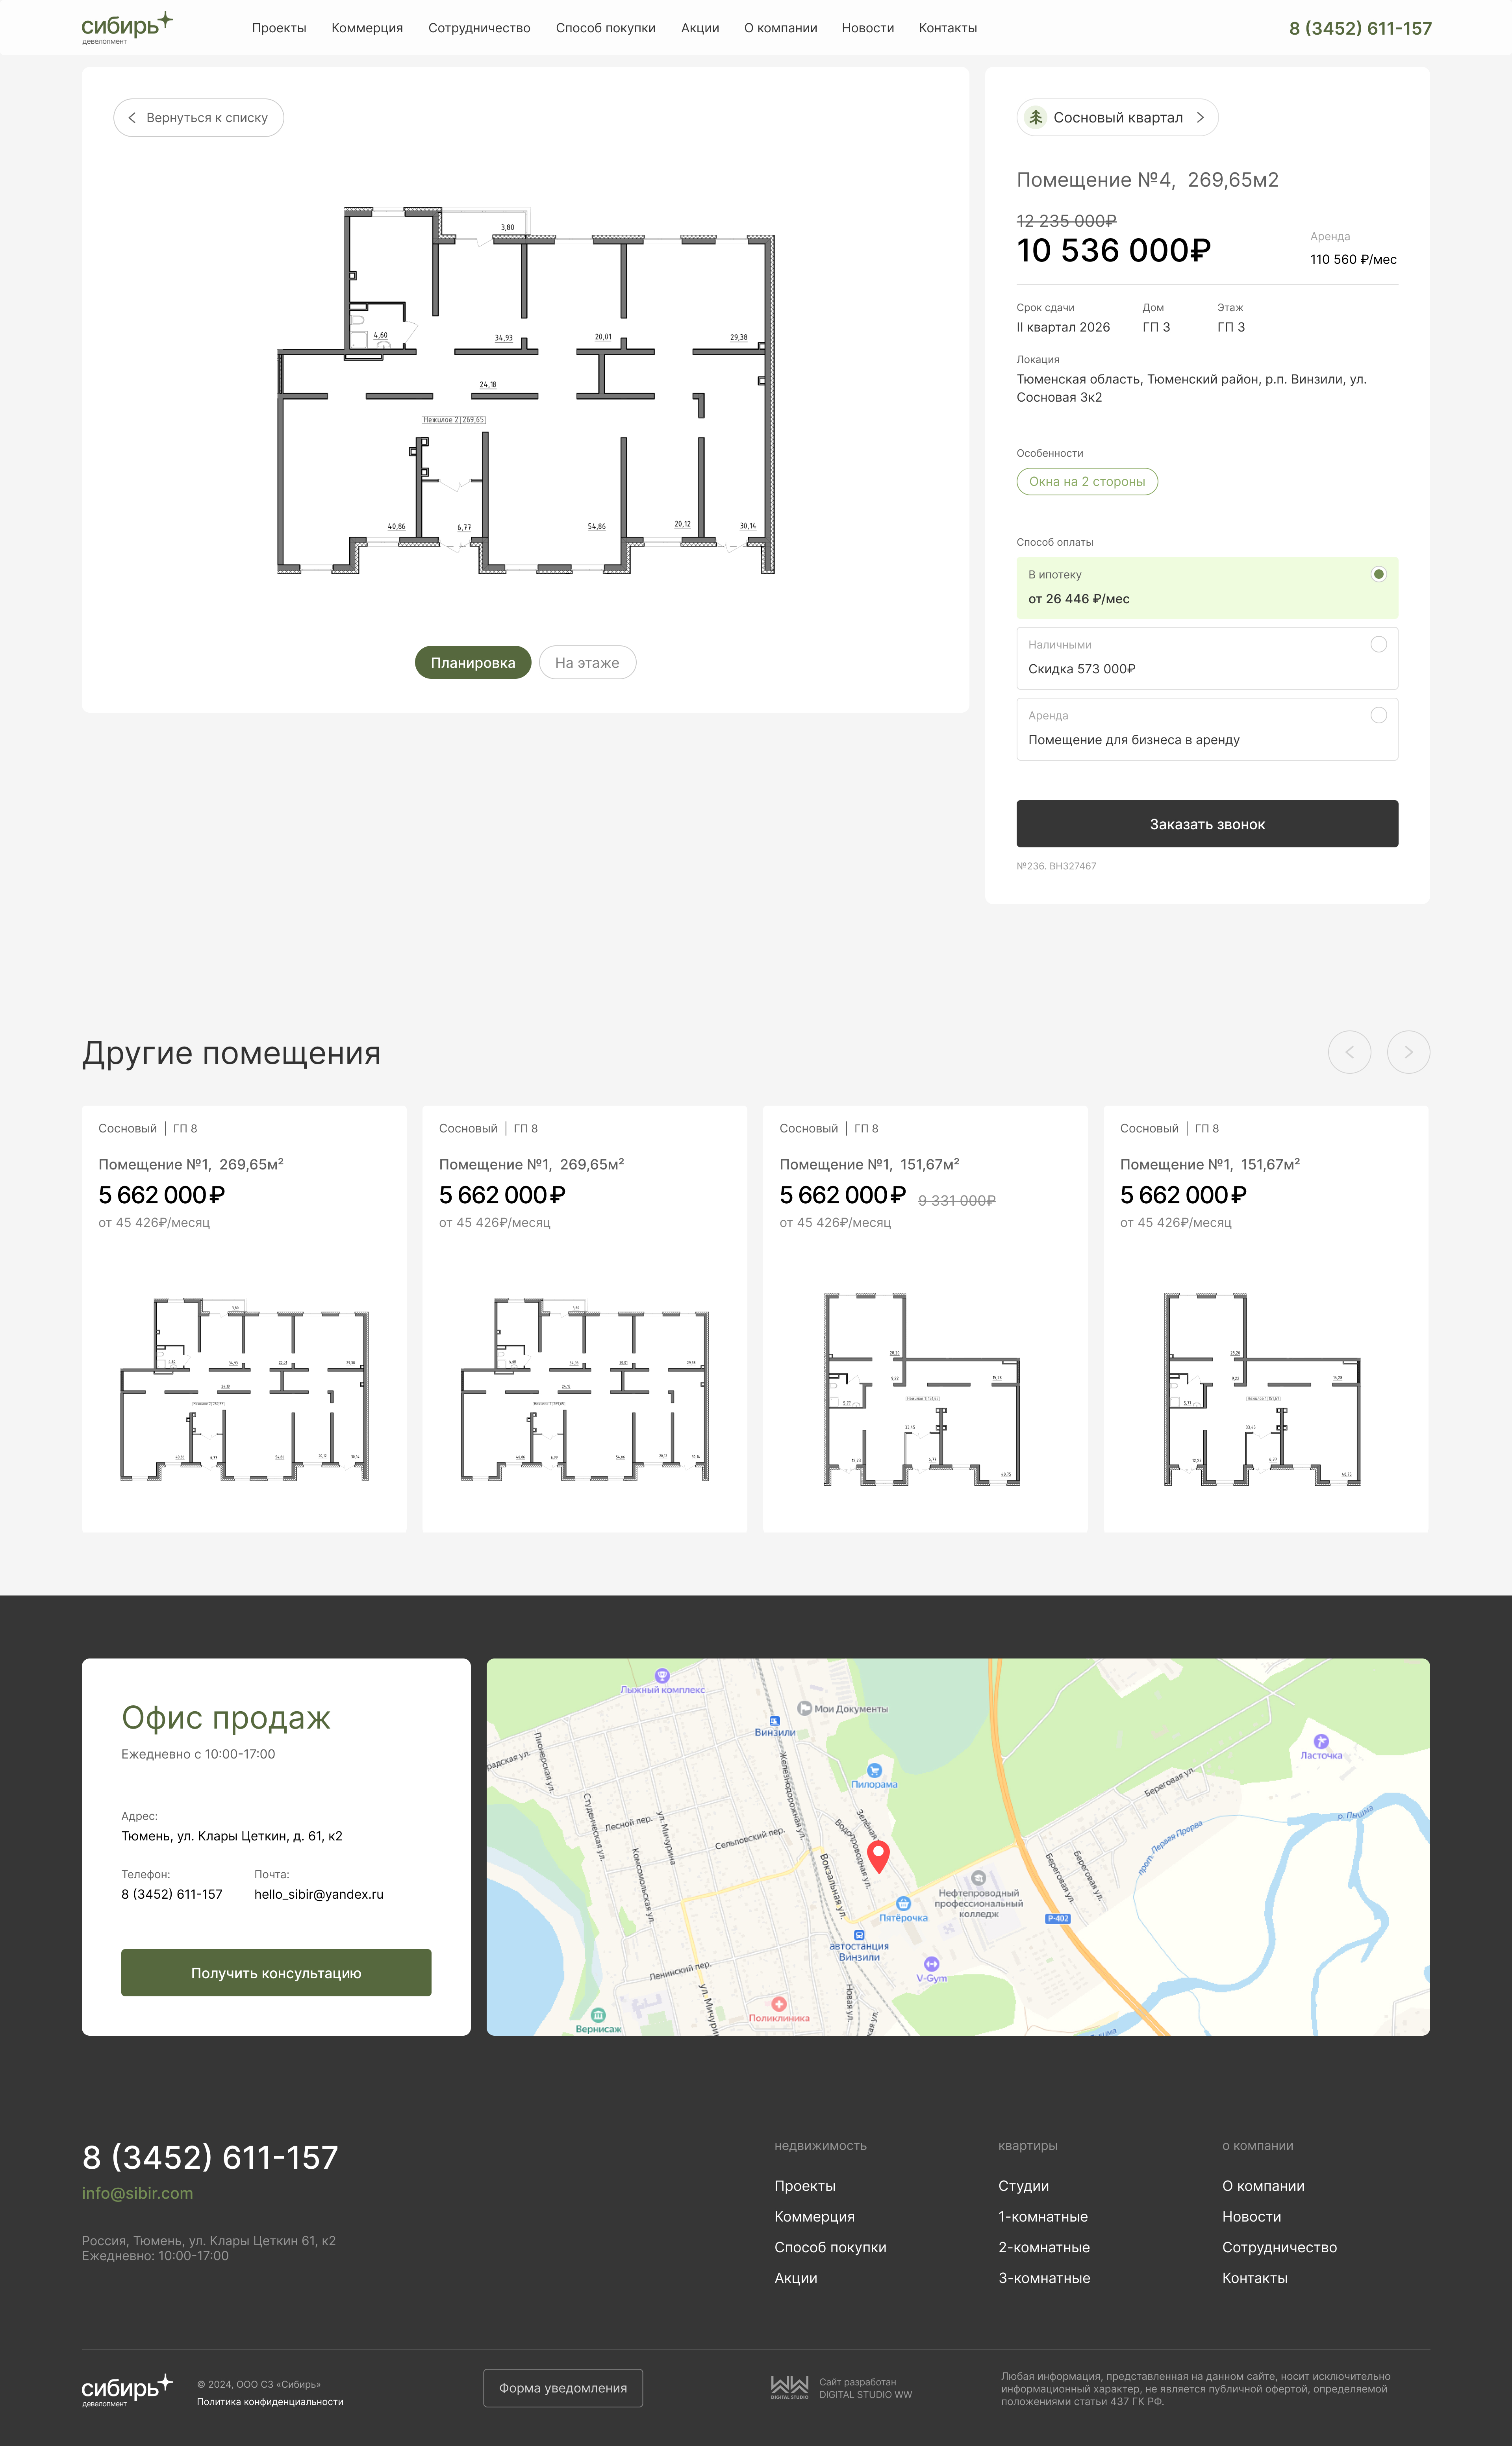 сибирь
девелопмент
Проекты
Коммерция
Сотрудничество
Способ покупки
Акции
О компании
Новости
Контакты
8 (3452) 611-157
Вернуться к списку
3,80
4,60
34,93
20,01
29,38
24,18
Нежилое 2 269,65
40,86
6,77
54,86
20,12
30,14
Планировка
На этаже
Сосновый квартал
Помещение №4, 269,65м2
12 235 000₽
10 536 000₽
Аренда
110 560 ₽/мес
Срок сдачи
Дом
Этаж
II квартал 2026
ГП 3
ГП 3
Локация
Тюменская область, Тюменский район, р.п. Винзили, ул.
Сосновая 3к2
Особенности
Окна на 2 стороны
Способ оплаты
В ипотеку
от 26 446 ₽/мес
Наличными
Скидка 573 000₽
Аренда
Помещение для бизнеса в аренду
Заказать звонок
№236. ВН327467
Другие помещения
Сосновый | ГП 8
Помещение №1, 269,65м²
5 662 000 ₽
от 45 426₽/месяц
Сосновый | ГП 8
Помещение №1, 269,65м²
5 662 000 ₽
от 45 426₽/месяц
Сосновый | ГП 8
Помещение №1, 151,67м²
5 662 000 ₽ 9 331 000₽
от 45 426₽/месяц
Сосновый | ГП 8
Помещение №1, 151,67м²
5 662 000 ₽
от 45 426₽/месяц
Офис продаж
Ежедневно с 10:00-17:00
Адрес:
Тюмень, ул. Клары Цеткин, д. 61, к2
Телефон:
Почта:
8 (3452) 611-157
hello_sibir@yandex.ru
Получить консультацию
Лыжный комплекс
Мои Документы
Винзили
Пионерская ул.
Железнодорожная ул.
Пилорама
Ласточка
Береговая ул.
р. Пышма
прот. Первая Прорва
Студенческая ул.
Лесной пер.
ул. Мичурина
Сельповский пер.
Комсомольская ул.
Водопроводная ул.
Вокзальная ул.
Береговая ул.
Береговая ул.
Нефтепроводный
профессиональный
колледж
Пятёрочка
Р-402
автостанция
Винзили
V-Gym
Ленинский пер.
Новая ул.
Поликлиника
Вернисаж
8 (3452) 611-157
info@sibir.com
Россия, Тюмень, ул. Клары Цеткин 61, к2
Ежедневно: 10:00-17:00
недвижимость
Проекты
Коммерция
Способ покупки
Акции
квартиры
Студии
1-комнатные
2-комнатные
3-комнатные
о компании
О компании
Новости
Сотрудничество
Контакты
сибирь
девелопмент
© 2024, ООО СЗ «Сибирь»
Политика конфиденциальности
Форма уведомления
DIGITAL STUDIO
Сайт разработан
DIGITAL STUDIO WW
Любая информация, представленная на данном сайте, носит исключительно
информационный характер, не является публичной офертой, определяемой
положениями статьи 437 ГК РФ.